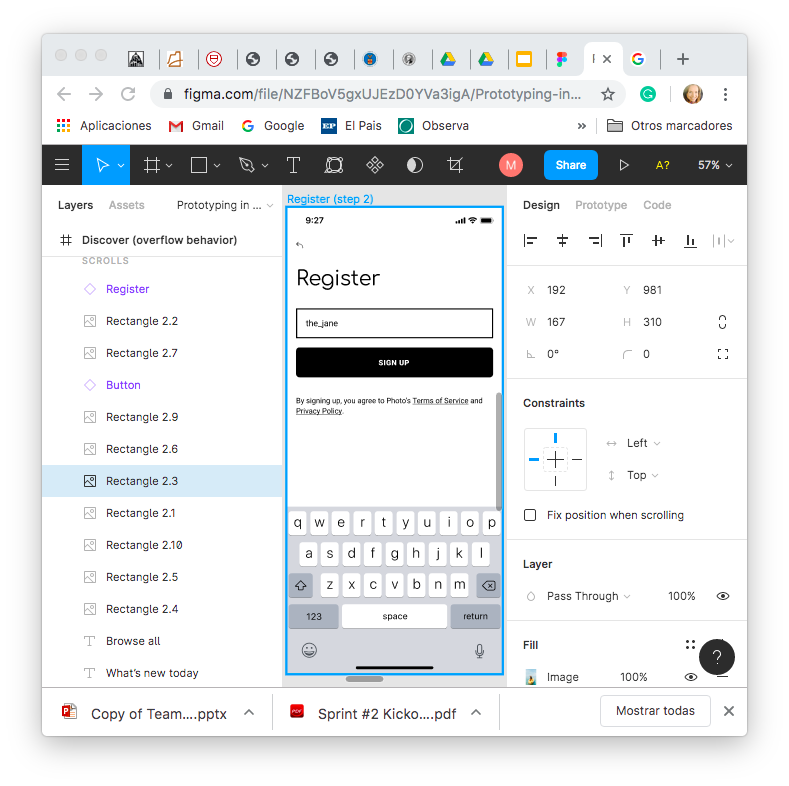 F
figma.com/file/NZFBoV5gxUJEzD0YVa3igA/Prototyping-in…
Aplicaciones
Gmail
Google
EP
El Pais
Observa
»
Otros marcadores
M
Share
A?
57%
Layers
Assets
Prototyping in ...
Discover (overflow behavior)
SCROLLS
Register
Rectangle 2.2
Rectangle 2.7
Button
Rectangle 2.9
Rectangle 2.6
Rectangle 2.3
Rectangle 2.1
Rectangle 2.10
Rectangle 2.5
Rectangle 2.4
Browse all
What's new today
Register (step 2)
9:27
Register
the_jane
SIGN UP
By signing up, you agree to Photo's Terms of Service and
Privacy Policy.
q w e r t y u i o p
a s d f g h j k l
z x c v b n m
123 space return
Design
Prototype
Code
X 192 Y 981
W 167 H 310
0° 0
Constraints
Left
Top
Fix position when scrolling
Layer
Pass Through 100%
Fill
Image 100%
?
Copy of Team....pptx
PDF
Sprint #2 Kicko....pdf
Mostrar todas